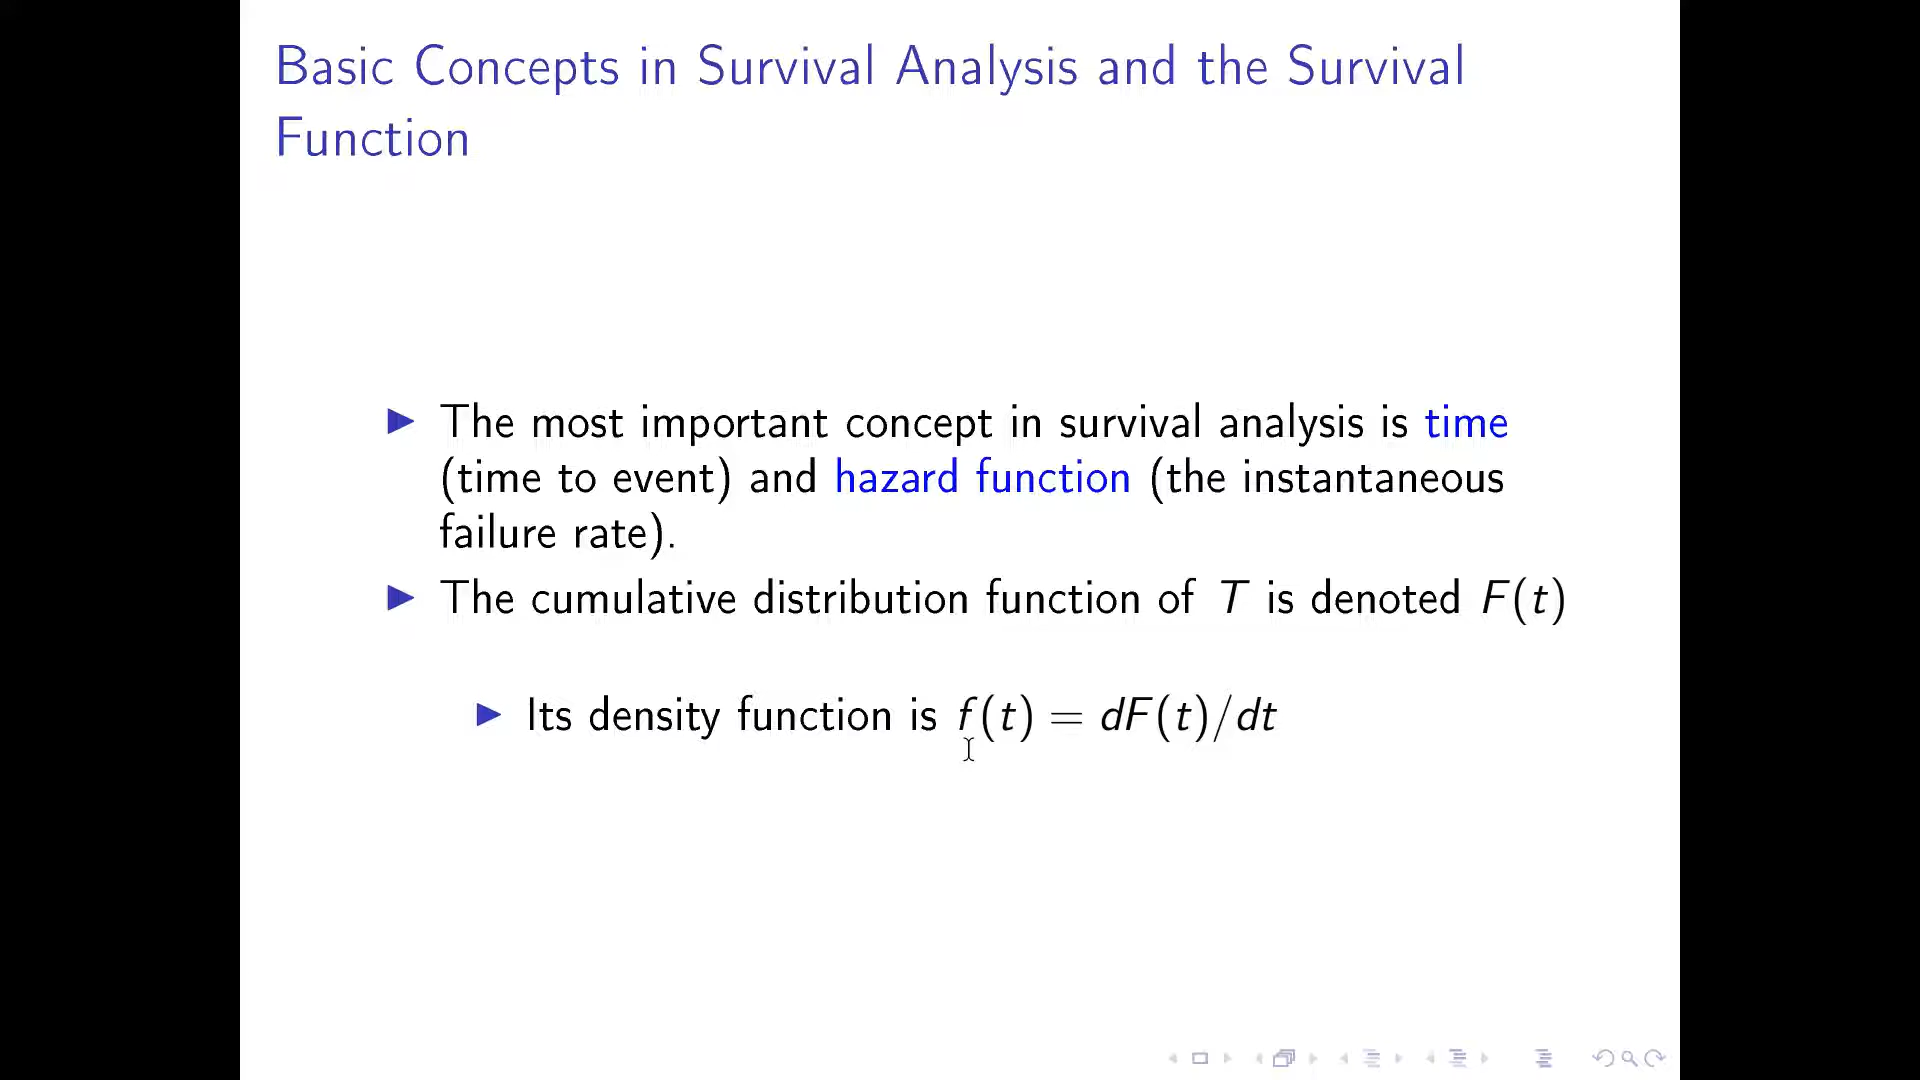 Basic Concepts in Survival Analysis and the Survival
Function
The most important concept in survival analysis is time
(time to event) and hazard function (the instantaneous
failure rate).
The cumulative distribution function of T is denoted F(t)
Its density function is f(t) = dF(t)/dt